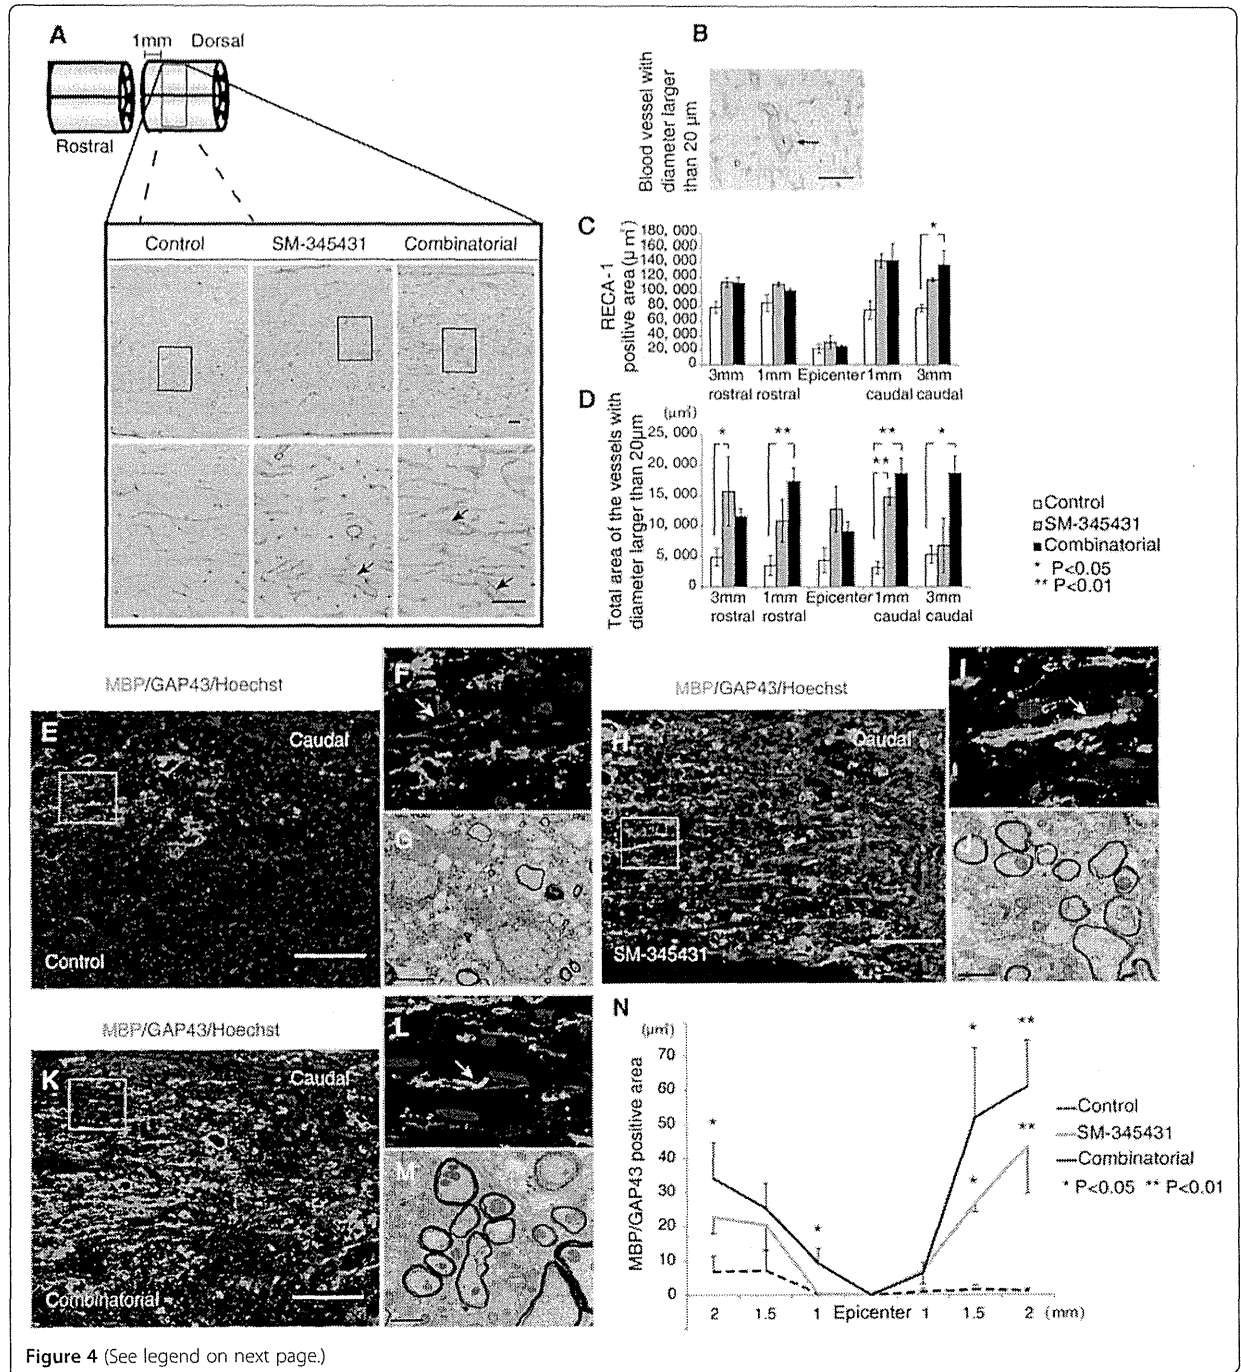 A
1mm
Dorsal
Rostral
Control
SM-345431
Combinatorial
B
Blood vessel with
diameter larger
than 20 µm
C
RECA-1
positive area(µm²)
180, 000
160, 000
140, 000
120, 000
100, 000
80, 000
60, 000
40, 000
20, 000
0
*
3mm
rostral
1mm
rostral
Epicenter
1mm
caudal
3mm
caudal
D
Total area of the vessels with
diameter larger than 20µm
(µm²)
25, 000
20, 000
15, 000
10, 000
5, 000
0
*
**
**
**
*
3mm
rostral
1mm
rostral
Epicenter
1mm
caudal
3mm
caudal
Control
SM-345431
Combinatorial
* P<0.05
** P<0.01
MBP/GAP43/Hoechst
E
Caudal
Control
F
G
MBP/GAP43/Hoechst
H
Caudal
SM-345431
I
J
MBP/GAP43/Hoechst
K
Caudal
Combinatorial
L
M
N
(µm²)
MBP/GAP43 positive area
70
60
50
40
30
20
10
0
*
*
*
**
*
**
2
1.5
1
Epicenter
1
1.5
2
(mm)
Control
SM-345431
Combinatorial
* P<0.05 ** P<0.01
Figure 4 (See legend on next page.)